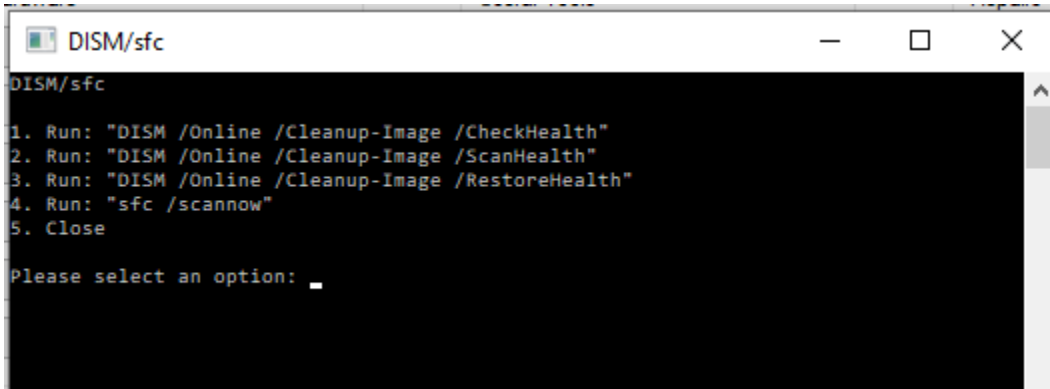 DISM/sfc
DISM/sfc
1. Run: "DISM /Online /Cleanup-Image /CheckHealth"
2. Run: "DISM /Online /Cleanup-Image /ScanHealth"
3. Run: "DISM /Online /Cleanup-Image /RestoreHealth"
4. Run: "sfc /scannow"
5. Close
Please select an option: